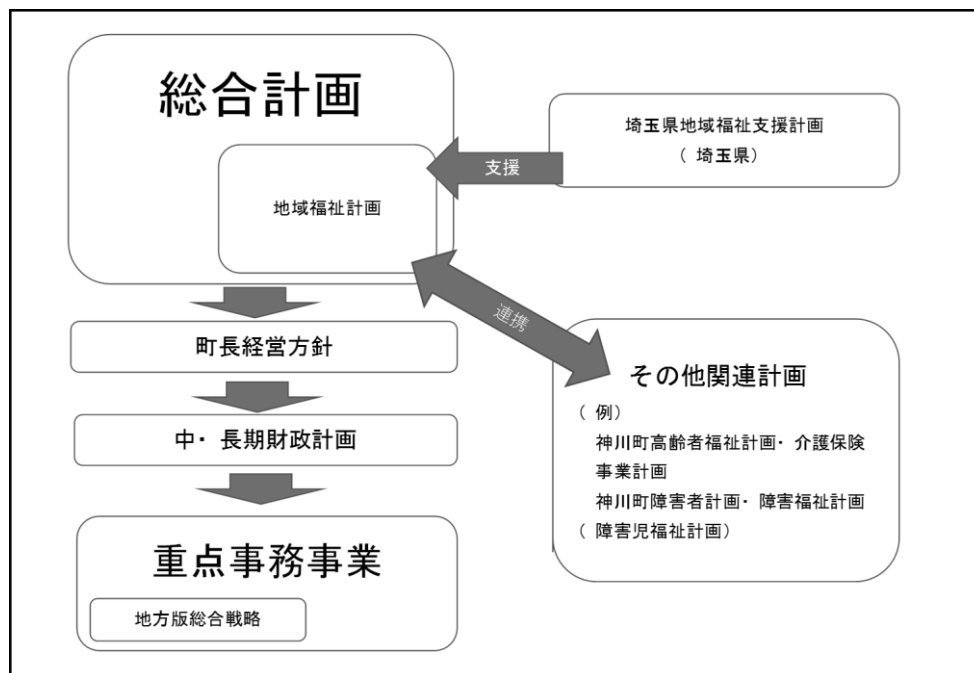 総合計画
地域福祉計画
支援
埼玉県地域福祉支援計画
（埼玉県）
連携
町長経営方針
中・長期財政計画
重点事務事業
地方版総合戦略
その他関連計画
（例）
神川町高齢者福祉計画・介護保険
事業計画
神川町障害者計画・障害福祉計画
（障害児福祉計画）